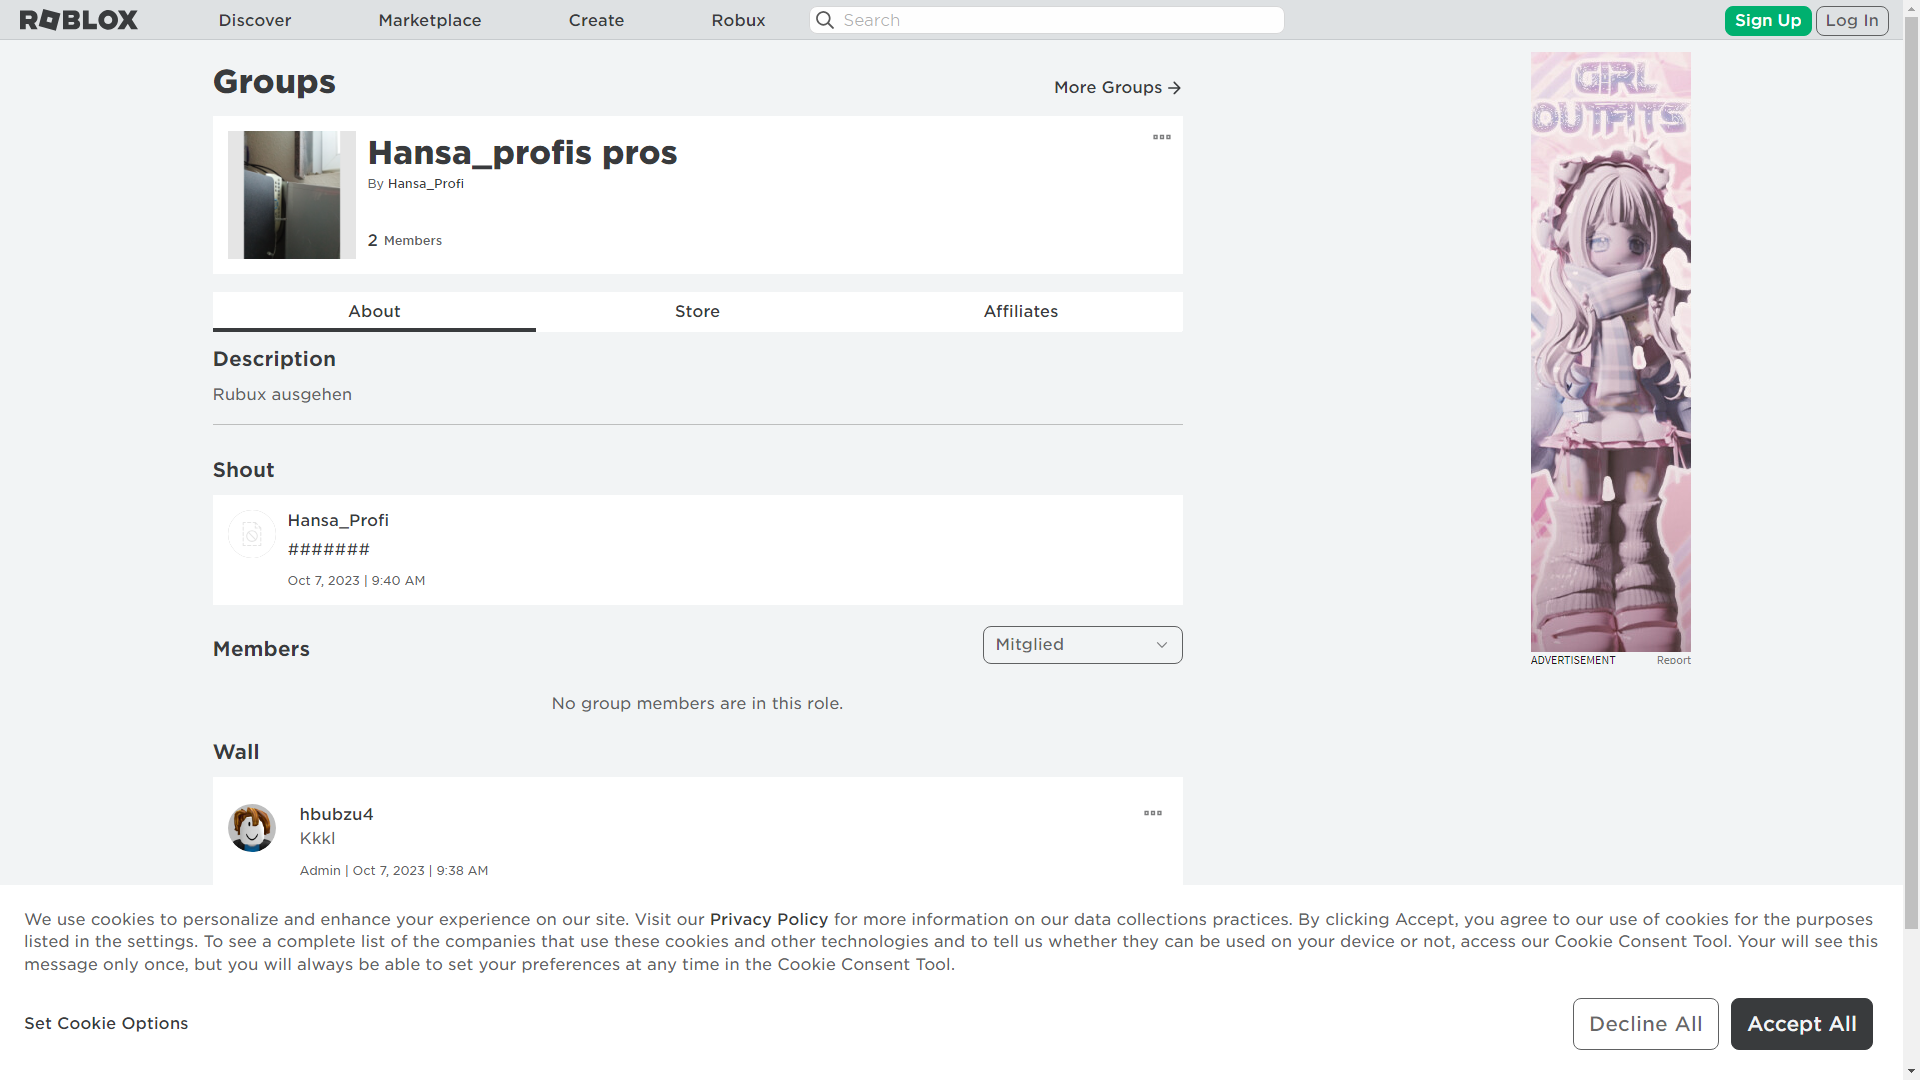 ROBLOX
Discover
Marketplace
Create
Robux
Search
Sign Up
Log In
Groups
More Groups
Hansa_profis pros
By Hansa_Profi
2 Members
About
Store
Affiliates
Description
Rubux ausgehen
Shout
Hansa_Profi
#######
Oct 7, 2023 | 9:40 AM
Members
Mitglied
No group members are in this role.
Wall
hbubzu4
Kkkl
Admin | Oct 7, 2023 | 9:38 AM
GIRL
OUTFITS
ADVERTISEMENT
Report
We use cookies to personalize and enhance your experience on our site. Visit our Privacy Policy for more information on our data collections practices. By clicking Accept, you agree to our use of cookies for the purposes
listed in the settings. To see a complete list of the companies that use these cookies and other technologies and to tell us whether they can be used on your device or not, access our Cookie Consent Tool. Your will see this
message only once, but you will always be able to set your preferences at any time in the Cookie Consent Tool.
Set Cookie Options
Decline All
Accept All